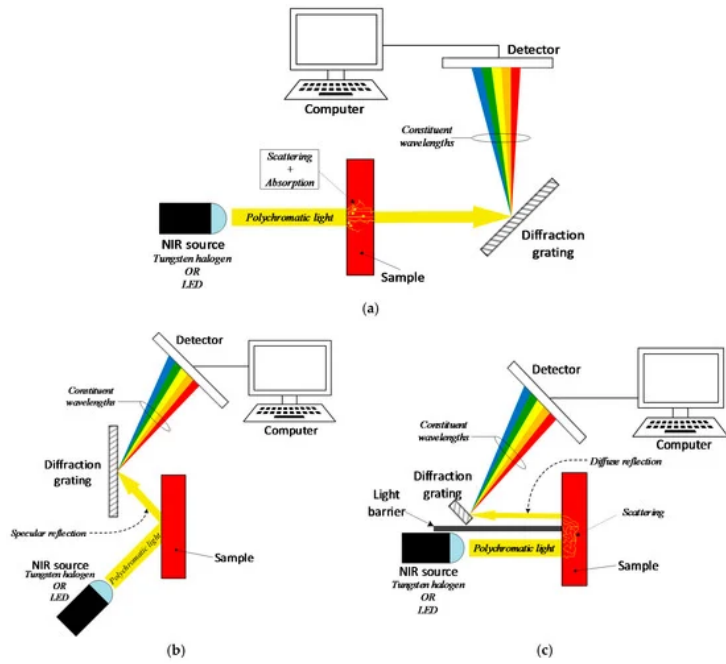 Detector
Computer
Constituent
wavelengths
Scattering
+
Absorption
Polychromatic light
NIR source
Tungsten halogen
OR
LED
Sample
Diffraction
grating
(a)
Detector
Constituent
wavelengths
Computer
Diffraction
grating
Specular reflection
Polychromatic light
Sample
NIR source
Tungsten halogen
OR
LED
(b)
Detector
Constituent
wavelengths
Computer
Diffraction
grating
Diffuse reflection
Light
barrier
Scattering
Polychromatic light
NIR source
Tungsten halogen
OR
LED
Sample
(c)